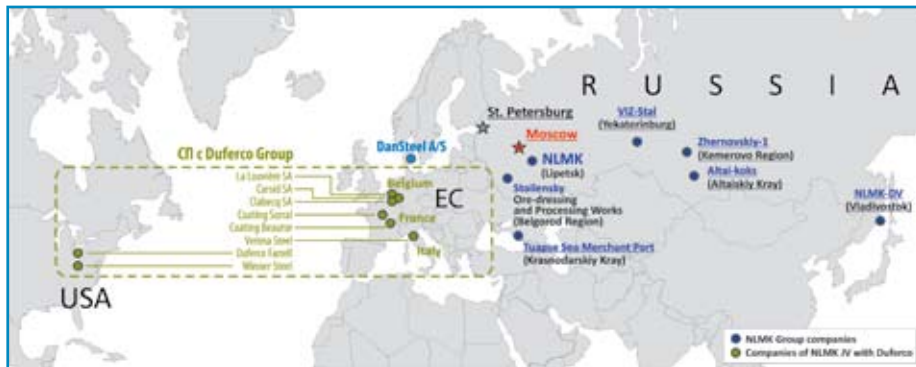 R U S S I A
St. Petersburg
Moscow
VIZ-Stal
(Yekaterinburg)
Zhernovskiy-1
(Kemerovo Region)
Altai-koks
(Altaiskiy Kray)
NLMK-DV
(Vladivostok)
NLMK
(Lipetsk)
Stoilensky
Ore-dressing
and Processing Works
(Belgorod Region)
Tuapse Sea Merchant Port
(Krasnodarskiy Kray)
DanSteel A/S
СП с Duferco Group
La Louvière SA
Carsid SA
Clabecq SA
Coating Sorral
Coating Beautor
Verona Steel
Duferco Farrell
Winner Steel
Belgium
France
Italy
EC
USA
NLMK Group companies
Companies of NLMK JV with Duferco